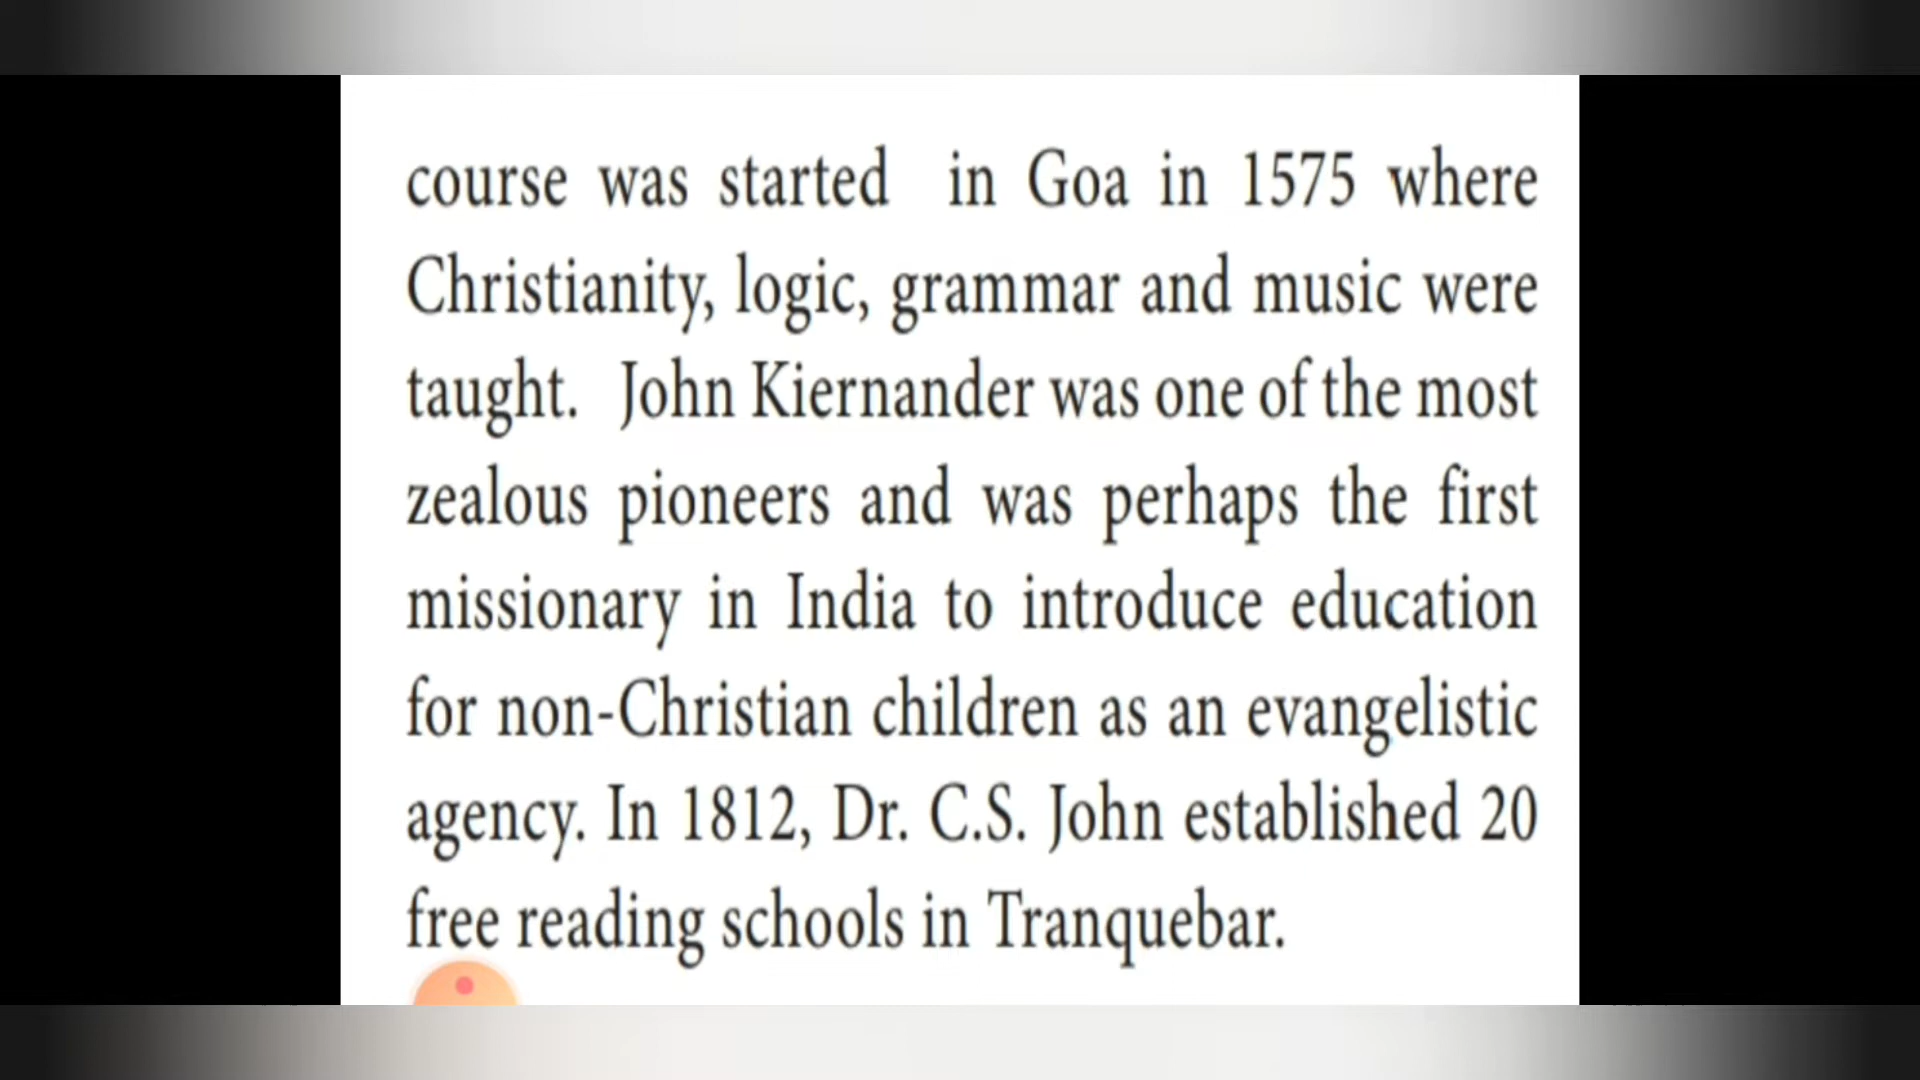 course was started in Goa in 1575 where
Christianity, logic, grammar and music were
taught. John Kiernander was one of the most
zealous pioneers and was perhaps the first
missionary in India to introduce education
for non-Christian children as an evangelistic
agency. In 1812, Dr. C.S. John established 20
free reading schools in Tranquebar.